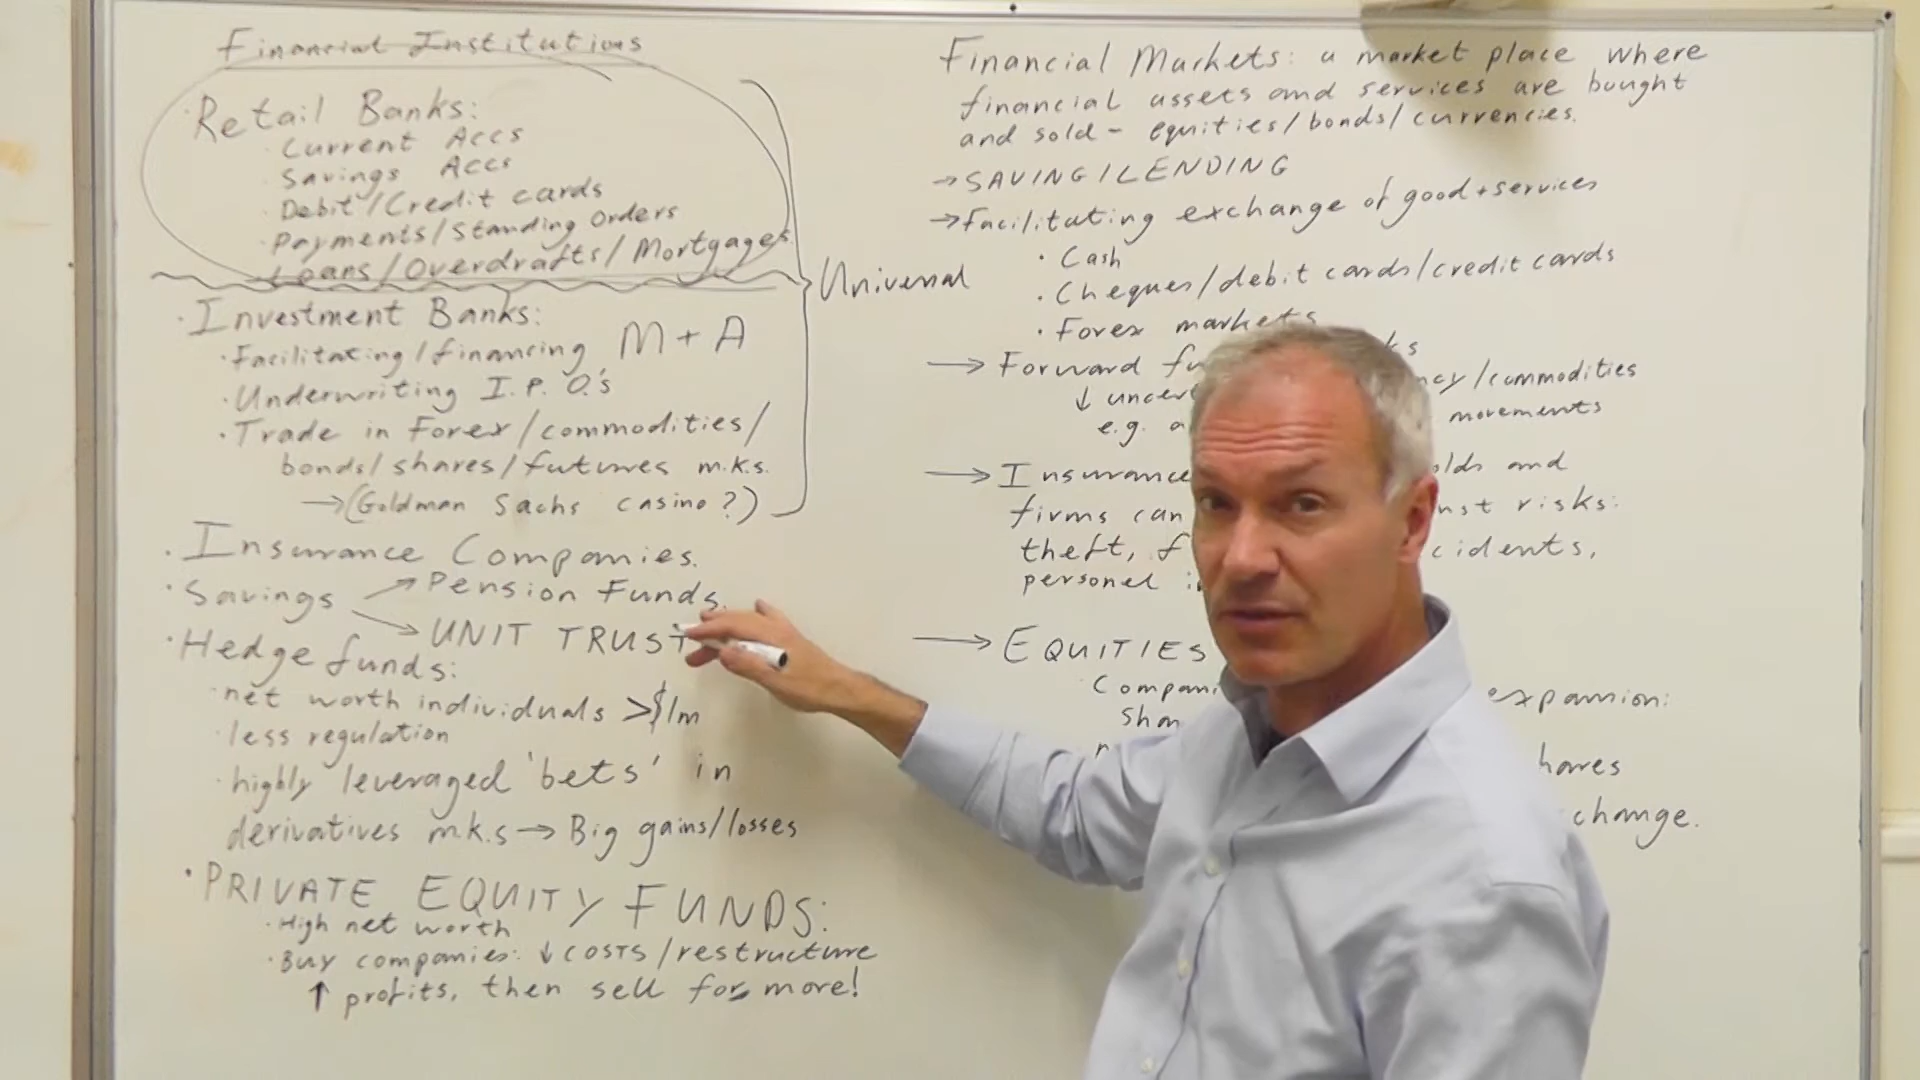 Financial Institutions
· Retail Banks:
· Current Accs
· Savings Accs
· Debit/Credit cards
· Payments/Standing Orders
· Loans/Overdrafts/Mortgages
Universal
· Investment Banks:
· Facilitating/financing M + A
· Underwriting I.P.O.'s
· Trade in Forex/commodities/
bonds/shares/futures m.k.s.
→ (Goldman Sachs casino?)
· Insurance Companies.
· Savings → Pension Funds.
→ UNIT TRUST
· Hedge funds:
· net worth individuals >$1m
· less regulation
· highly leveraged 'bets' in
derivatives m.k.s → Big gains/losses
· PRIVATE EQUITY FUNDS:
· High net worth
· Buy companies: ↓ COSTS/restructure
↑ profits, then sell for more!
Financial Markets: a market place where
financial assets and services are bought
and sold - equities/bonds/currencies.
→ SAVING/LENDING
→ Facilitating exchange of good + services
· Cash
· Cheques/debit cards/credit cards
· Forex markets
→ Forward
↓ /commodities
e.g. movements
→ Insurance and
firms can risks:
theft,
personel
→ EQUITIES
expansion:
shares